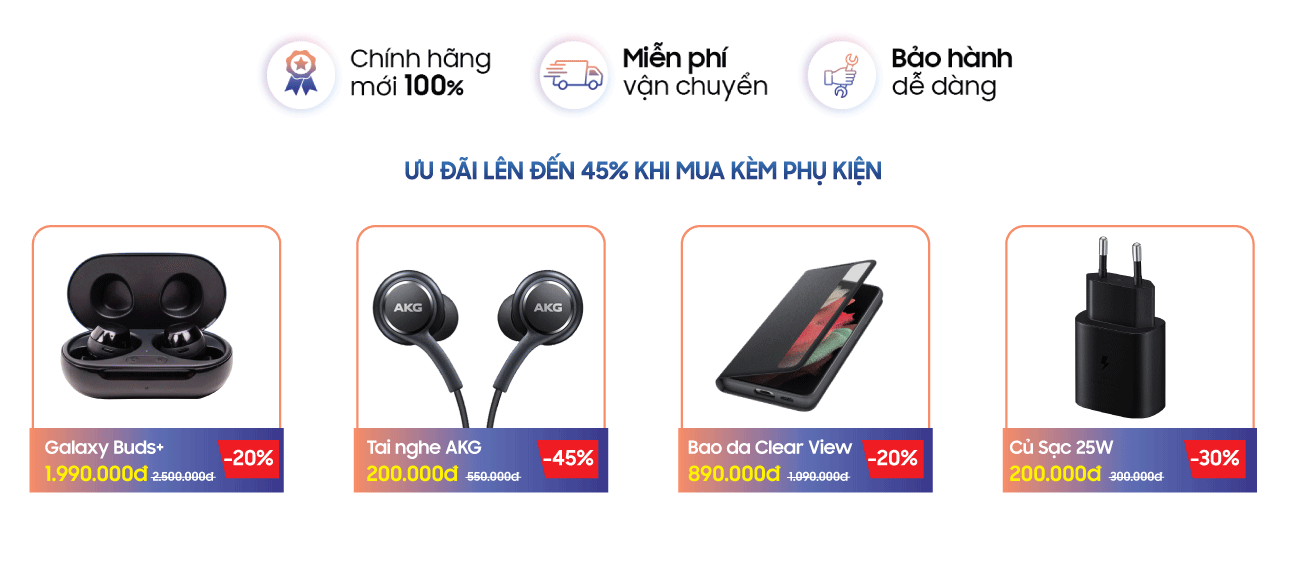 Chính hãng
mới 100%
Miễn phí
vận chuyển
Bảo hành
dễ dàng
ƯU ĐÃI LÊN ĐẾN 45% KHI MUA KÈM PHỤ KIỆN
AKG AKG
Galaxy Buds+
1.990.000đ 2.500.000đ
-20%
Tai nghe AKG
200.000đ 550.000đ
-45%
Bao da Clear View
890.000đ 1.090.000đ
-20%
Củ Sạc 25W
200.000đ 300.000đ
-30%